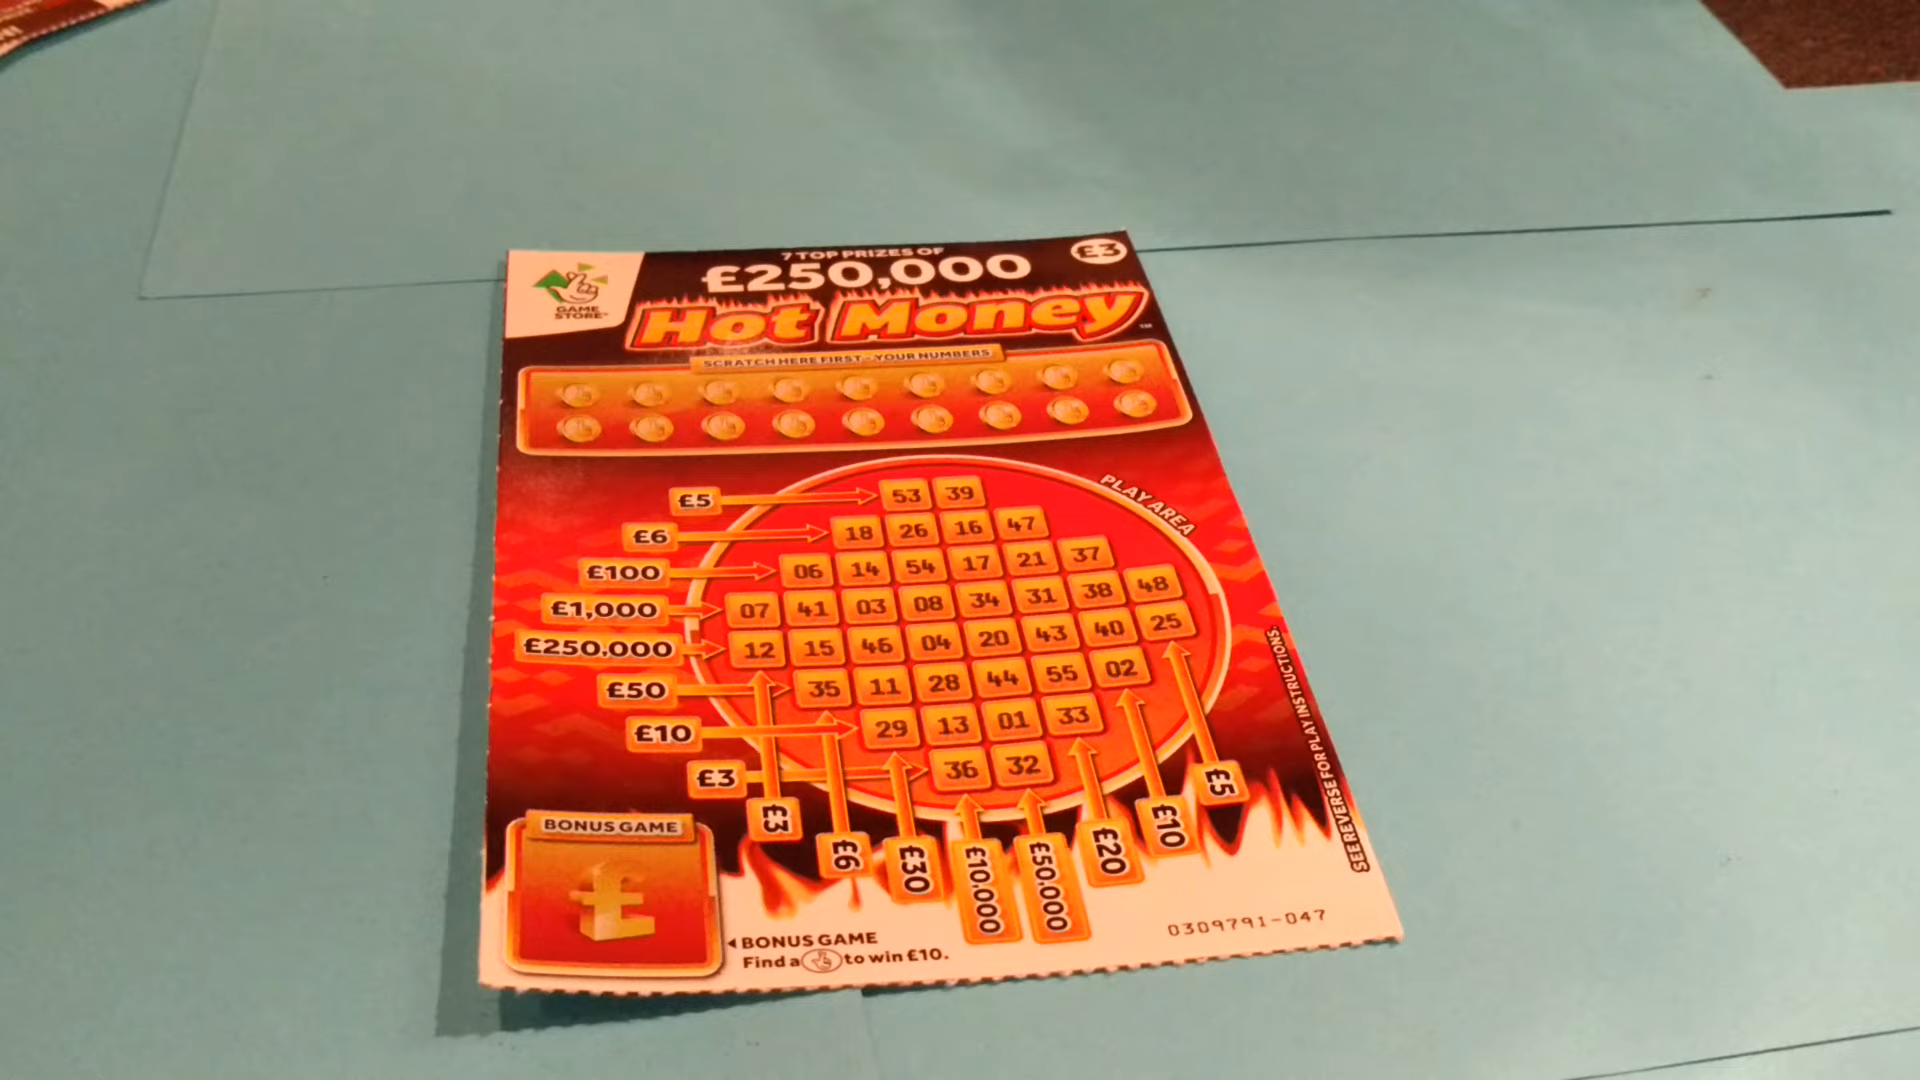 7 TOP PRIZES OF
£250,000
£3
GAME
STORE™
Hot Money™
SCRATCH HERE FIRST - YOUR NUMBERS
PLAY AREA
£5 53 39
£6 18 26 16 47
£100 06 14 54 17 21 37
£1,000 07 41 03 08 34 31 38 48
£250,000 12 15 46 04 20 43 40 25
£50 35 11 28 44 55 02
£10 29 13 01 33
£3 36 32
£3 £6 £30 £10,000 £50,000 £20 £10 £5
BONUS GAME
£
BONUS GAME
Find a to win £10.
0309791-047
SEE REVERSE FOR PLAY INSTRUCTIONS.